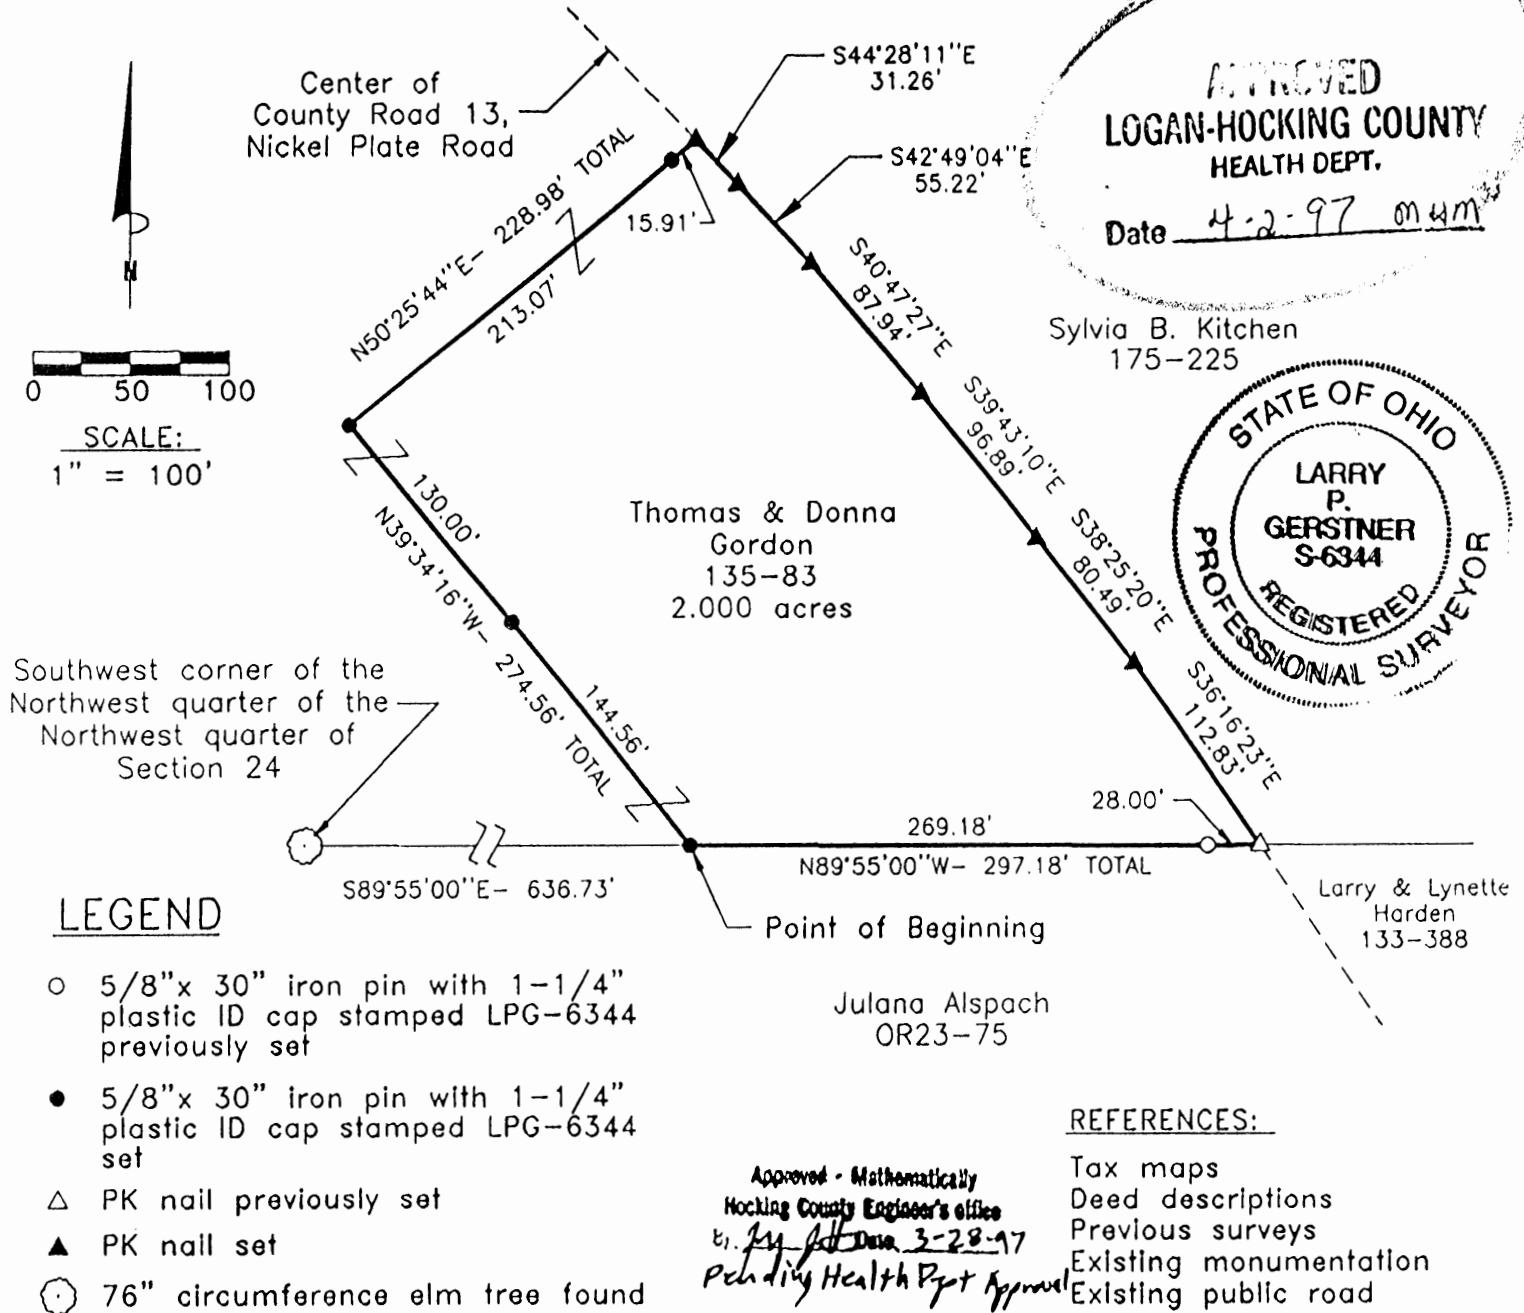 Center of
County Road 13,
Nickel Plate Road
S44°28'11"E
31.26'
S42°49'04"E
55.22'
APPROVED
LOGAN-HOCKING COUNTY
HEALTH DEPT.
Date 4-2-97 MHM
N
0 50 100
SCALE:
1" = 100'
N50°25'44"E- 228.98' TOTAL
213.07'
15.91'
S40°47'27"E
87.94'
Sylvia B. Kitchen
175-225
S39°43'10"E
96.89'
S38°25'20"E
80.49'
S36°16'23"E
112.83'
STATE OF OHIO
LARRY
P.
GERSTNER
S-6344
REGISTERED
PROFESSIONAL SURVEYOR
130.00'
N39°34'16"W- 274.56' TOTAL
144.56'
Thomas & Donna
Gordon
135-83
2.000 acres
Southwest corner of the
Northwest quarter of the
Northwest quarter of
Section 24
S89°55'00"E- 636.73'
269.18'
28.00'
N89°55'00"W- 297.18' TOTAL
Point of Beginning
Larry & Lynette
Harden
133-388
Julana Alspach
OR23-75
LEGEND
5/8"x 30" iron pin with 1-1/4"
plastic ID cap stamped LPG-6344
previously set
5/8"x 30" iron pin with 1-1/4"
plastic ID cap stamped LPG-6344
set
PK nail previously set
PK nail set
76" circumference elm tree found
Approved - Mathematically
Hocking County Engineer's office
Date 3-28-97
Pending Health Dpt Approval
REFERENCES:
Tax maps
Deed descriptions
Previous surveys
Existing monumentation
Existing public road